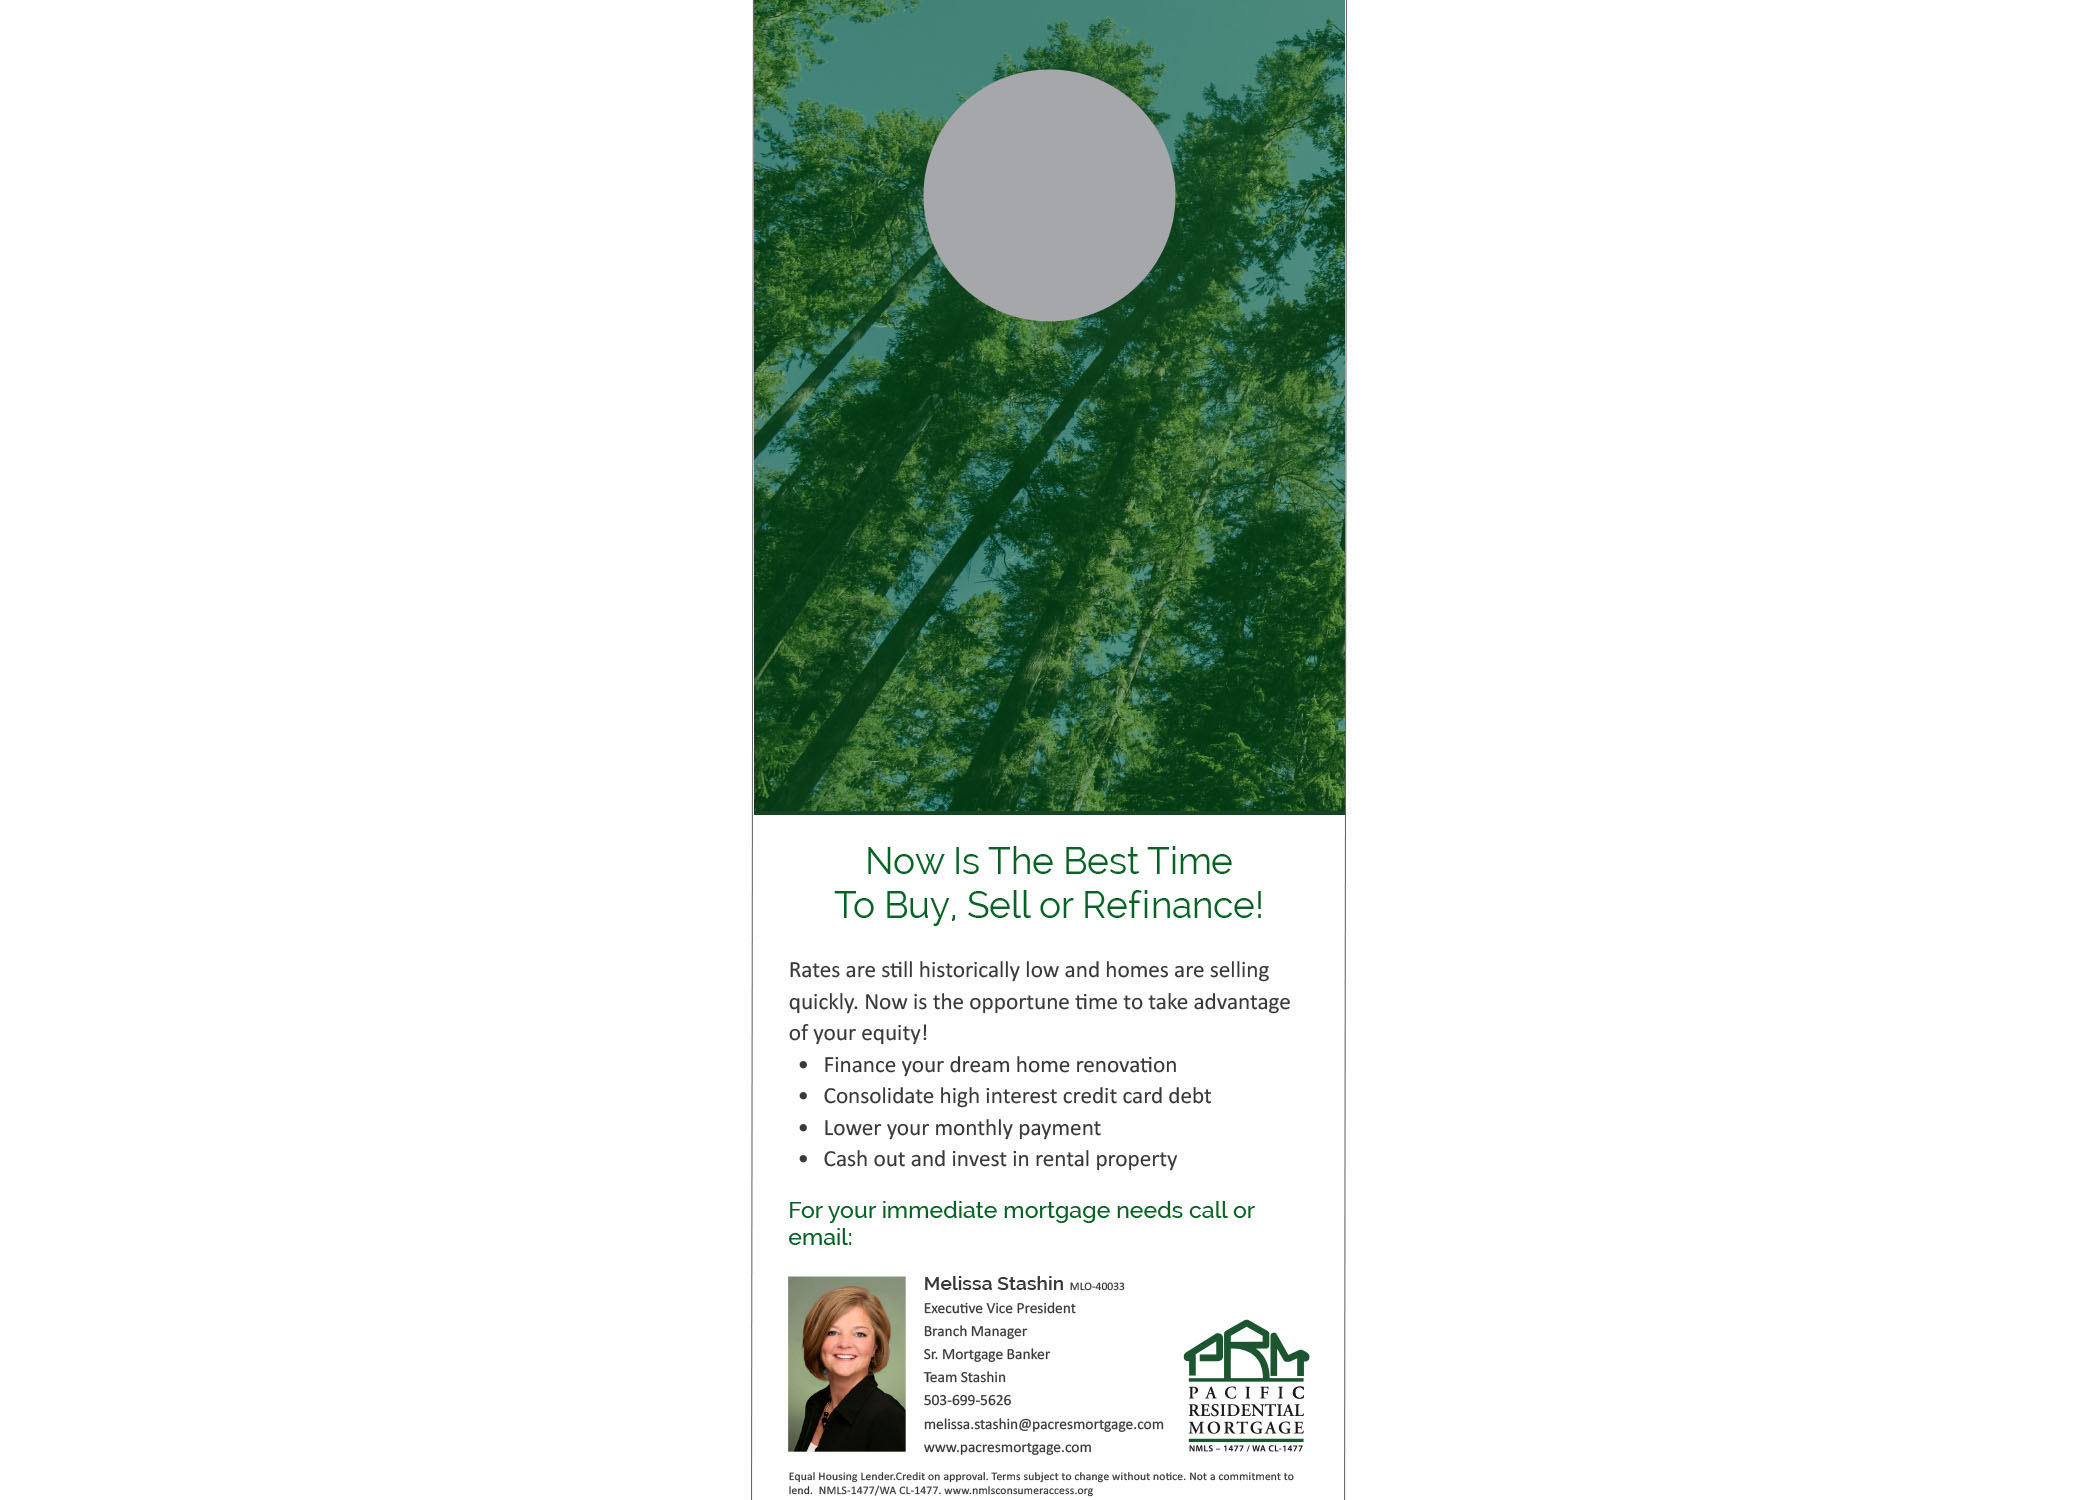 Now Is The Best Time
To Buy, Sell or Refinance!
Rates are still historically low and homes are selling
quickly. Now is the opportune time to take advantage
of your equity!
• Finance your dream home renovation
• Consolidate high interest credit card debt
• Lower your monthly payment
• Cash out and invest in rental property
For your immediate mortgage needs call or
email:
Melissa Stashin MLO-40033
Executive Vice President
Branch Manager
Sr. Mortgage Banker
Team Stashin
503-699-5626
melissa.stashin@pacresmortgage.com
www.pacresmortgage.com
PRM
PACIFIC
RESIDENTIAL
MORTGAGE
NMLS – 1477 / WA CL-1477
Equal Housing Lender.Credit on approval. Terms subject to change without notice. Not a commitment to
lend.  NMLS-1477/WA CL-1477. www.nmlsconsumeraccess.org